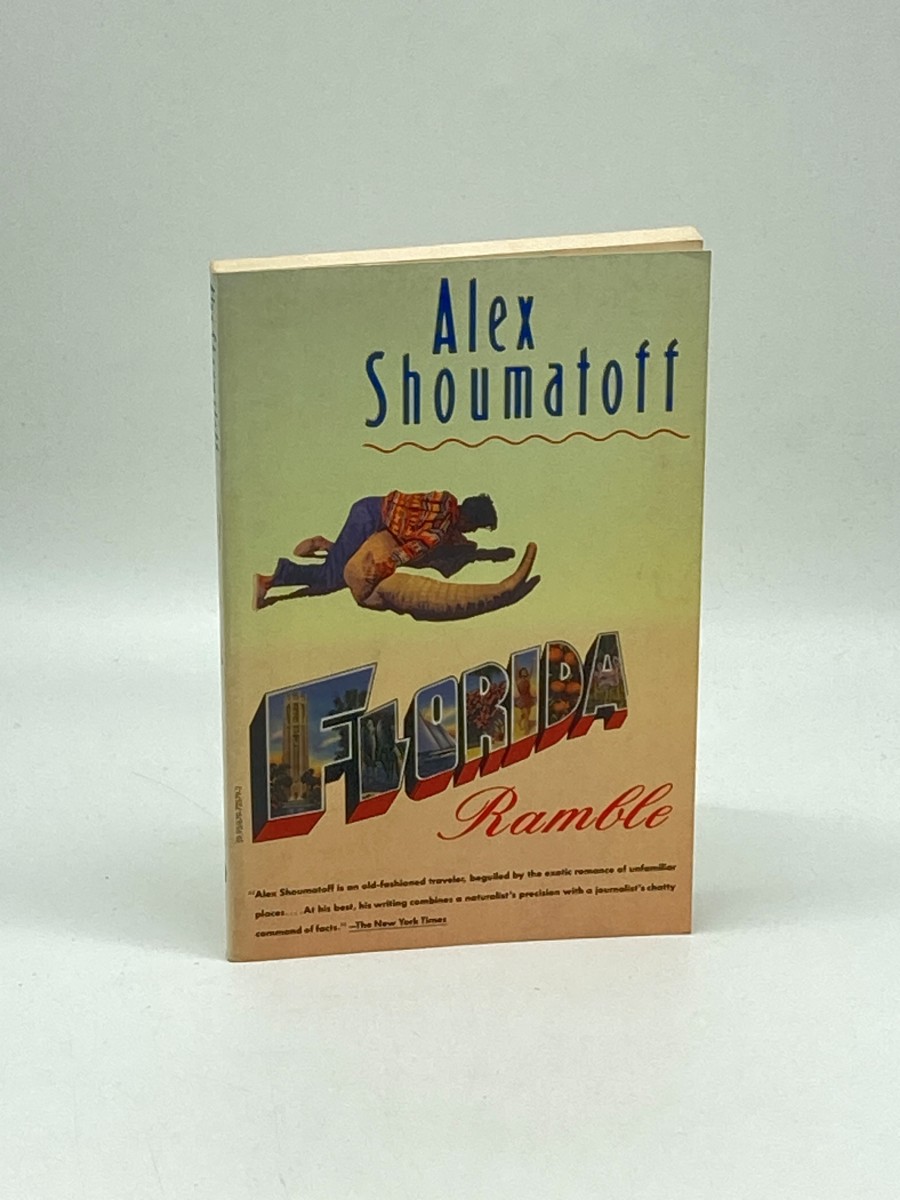 Alex
Shoumatoff
FLORIDA
Ramble
“Alex Shoumatoff is an old-fashioned traveler, beguiled by the exotic romance of unfamiliar
places.... At his best, his writing combines a naturalist's precision with a journalist's chatty
command of facts.” —The New York Times